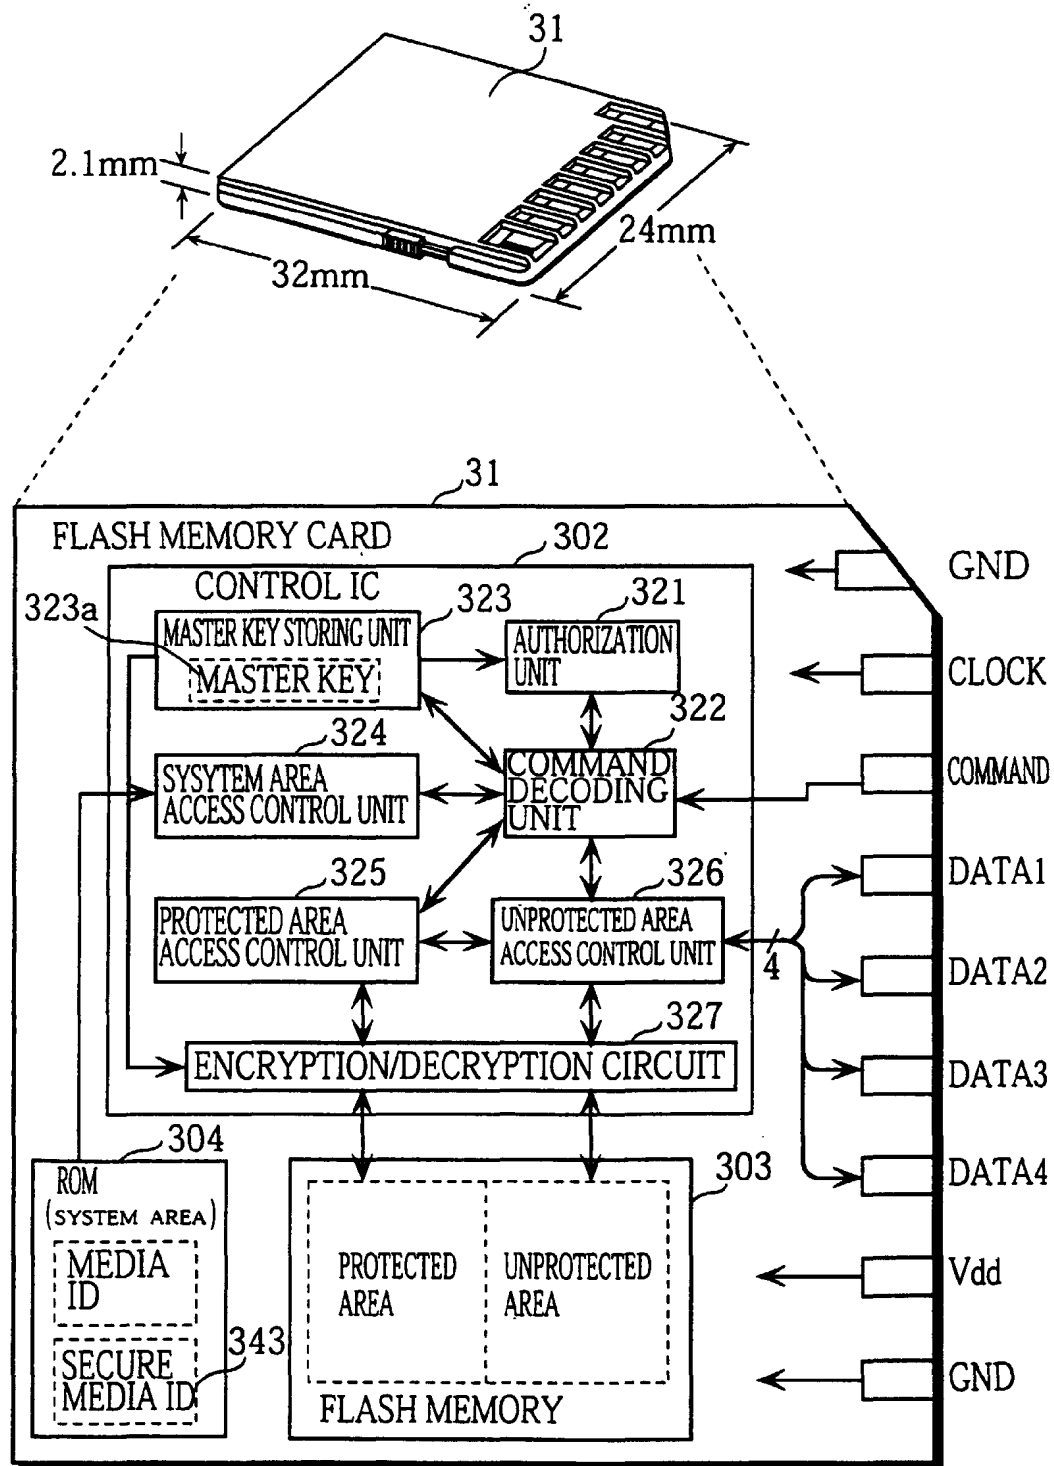 31
2.1mm
24mm
32mm
31
FLASH MEMORY CARD
302
GND
CONTROL IC
323a
323
321
MASTER KEY STORING UNIT
MASTER KEY
AUTHORIZATION
UNIT
CLOCK
322
324
SYSYTEM AREA
ACCESS CONTROL UNIT
COMMAND
DECODING
UNIT
COMMAND
325
326
DATA1
PROTECTED AREA
ACCESS CONTROL UNIT
UNPROTECTED AREA
ACCESS CONTROL UNIT
4
DATA2
327
ENCRYPTION/DECRYPTION CIRCUIT
DATA3
304
303
DATA4
ROM
(SYSTEM AREA)
MEDIA
ID
PROTECTED
AREA
UNPROTECTED
AREA
Vdd
343
SECURE
MEDIA ID
FLASH MEMORY
GND